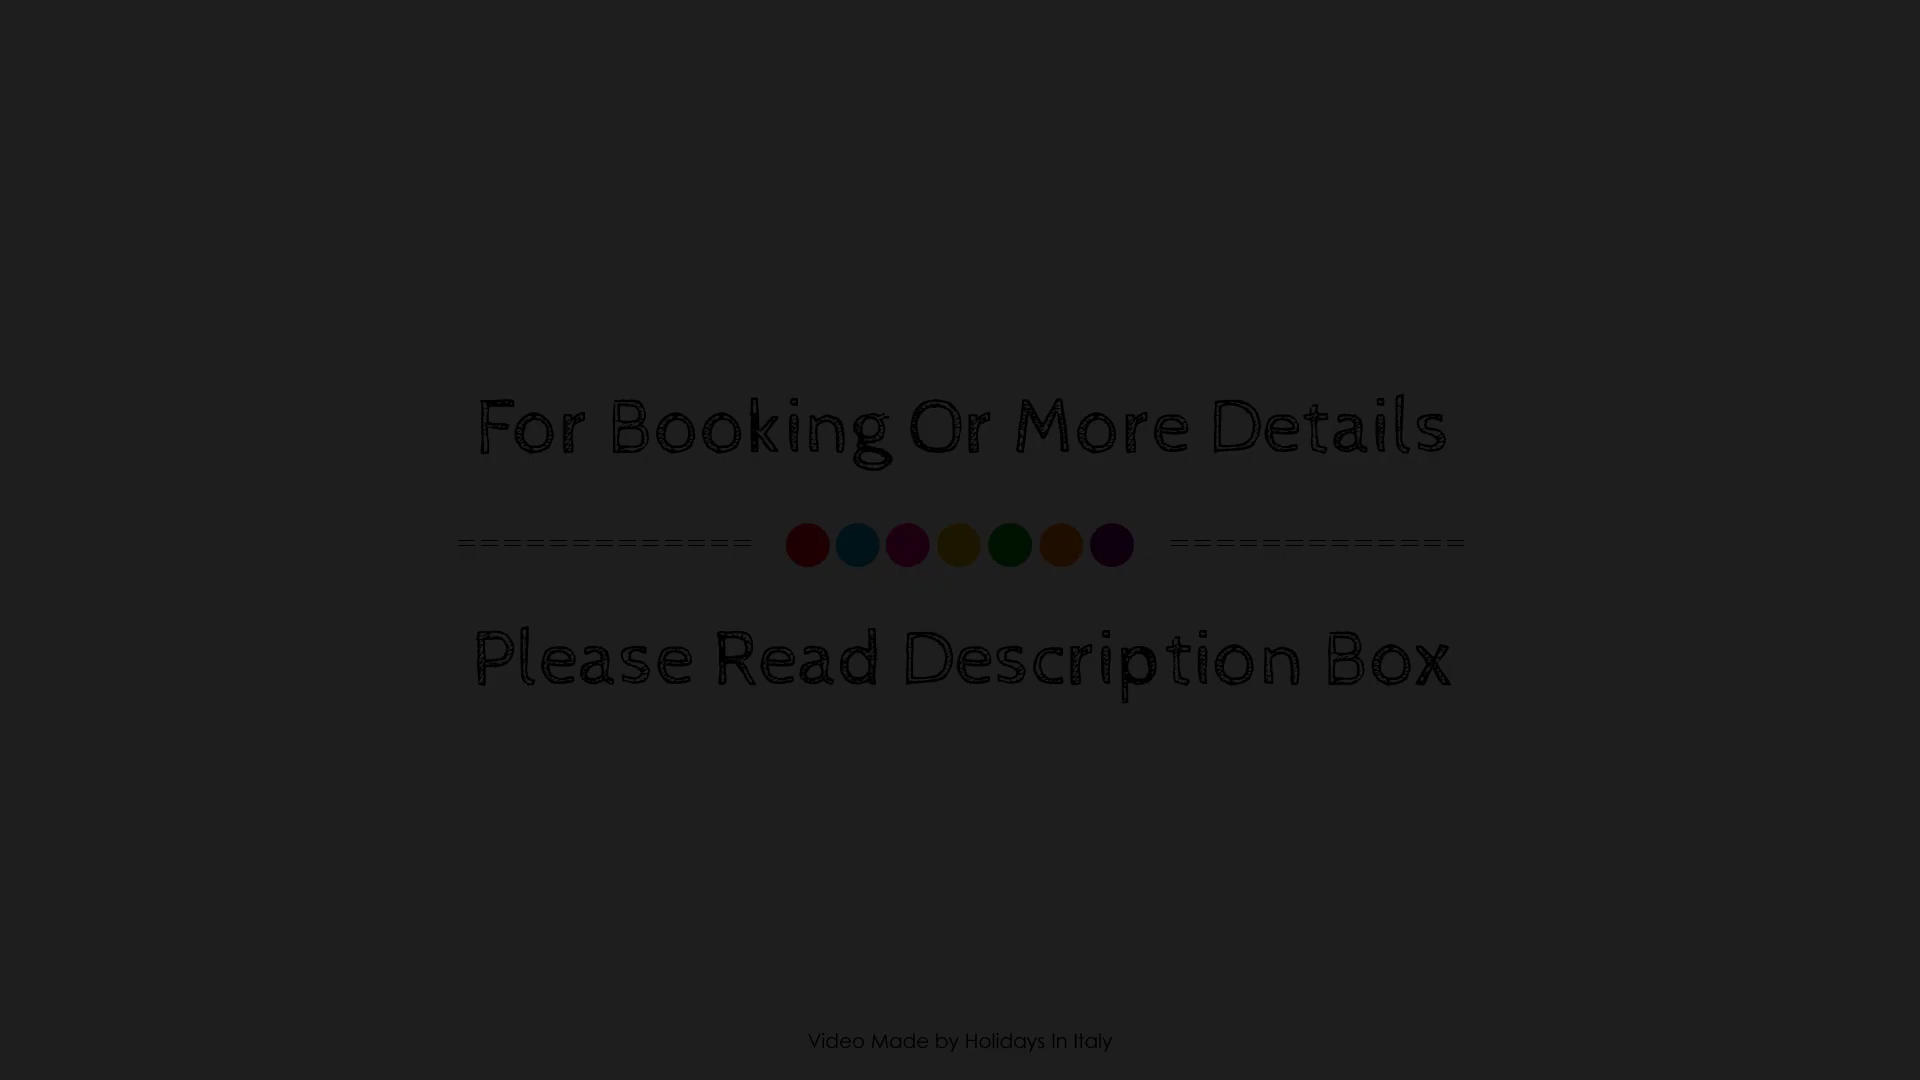 For Booking Or More Details
============= =============
Please Read Description Box
Video Made by Holidays In Italy